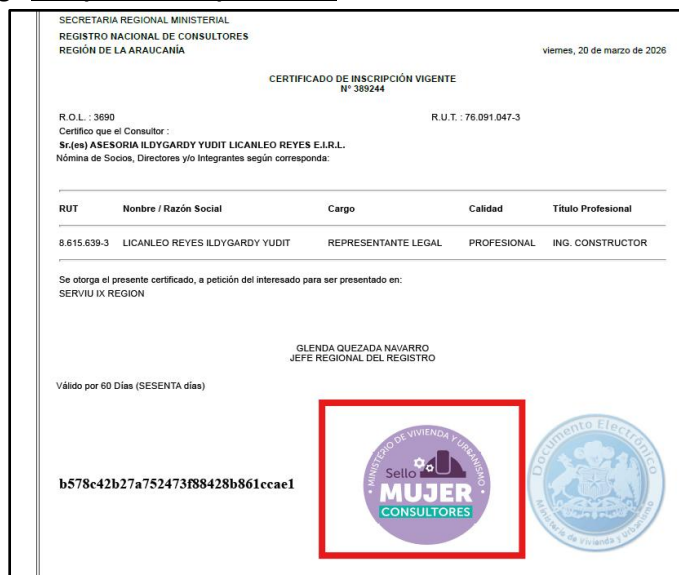 SECRETARIA REGIONAL MINISTERIAL
REGISTRO NACIONAL DE CONSULTORES
REGIÓN DE LA ARAUCANÍA
viernes, 20 de marzo de 2026
CERTIFICADO DE INSCRIPCIÓN VIGENTE
Nº 389244
R.O.L. : 3690
R.U.T. : 76.091.047-3
Certifico que el Consultor :
Sr.(es) ASESORIA ILDYGARDY YUDIT LICANLEO REYES E.I.R.L.
Nómina de Socios, Directores y/o Integrantes según corresponda:
RUT Nonbre / Razón Social Cargo Calidad Título Profesional
8.615.639-3 LICANLEO REYES ILDYGARDY YUDIT REPRESENTANTE LEGAL PROFESIONAL ING. CONSTRUCTOR
Se otorga el presente certificado, a petición del interesado para ser presentado en:
SERVIU IX REGION
GLENDA QUEZADA NAVARRO
JEFE REGIONAL DEL REGISTRO
Válido por 60 Días (SESENTA días)
b578c42b27a752473f88428b861ccae1
MINISTERIO DE VIVIENDA Y URBANISMO
Sello
MUJER
CONSULTORES
Documento Electrónico
Ministerio de Vivienda y Urbanismo